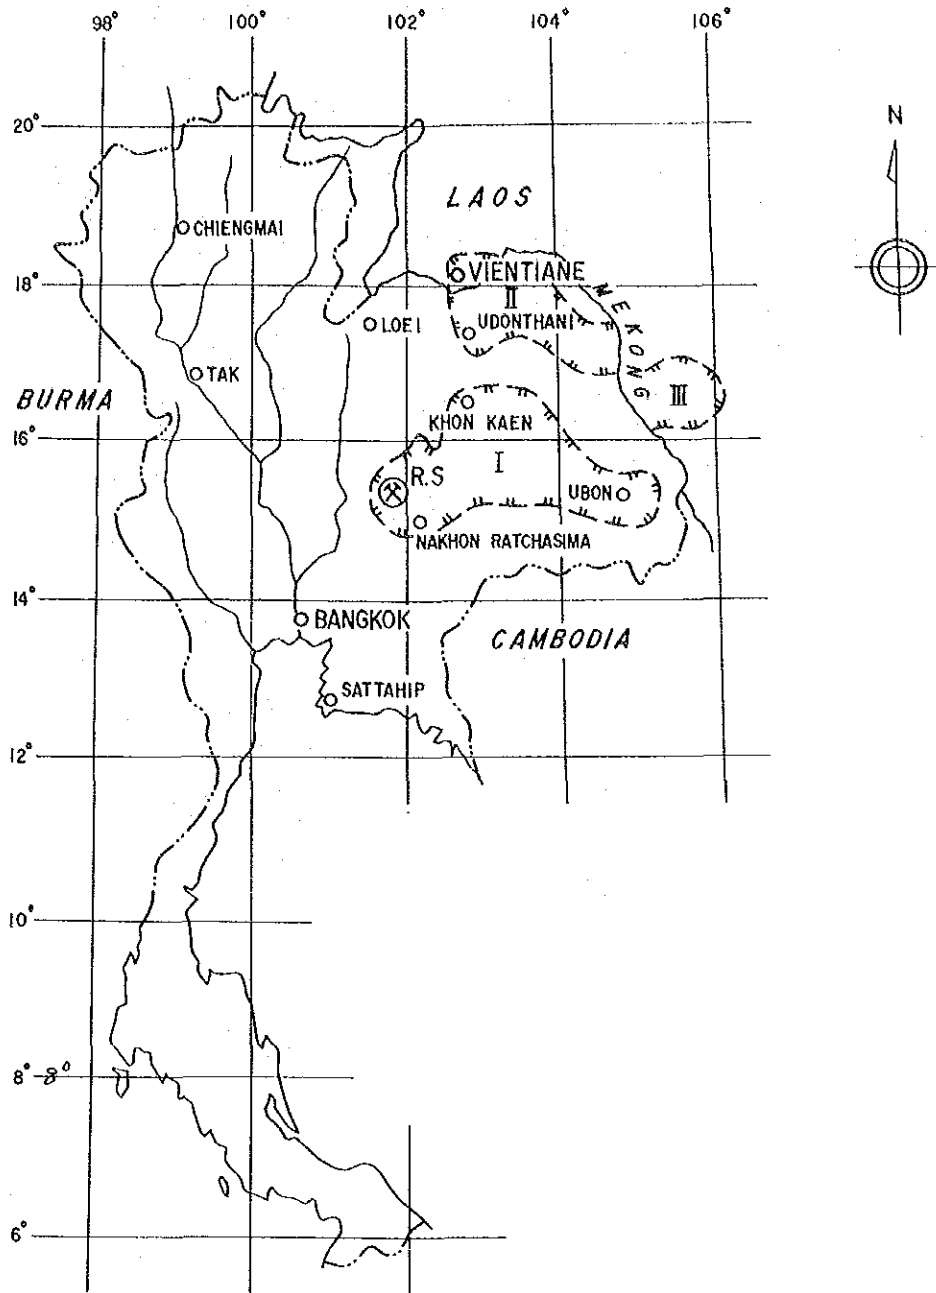 98° 100° 102° 104° 106°
N
20°
LAOS
CHIENGMAI
VIENTIANE
18°
II
MEKONG
LOEI
UDONTHANI
TAK
BURMA
III
KHON KAEN
16°
I
R.S
UBON
NAKHON RATCHASIMA
14°
BANGKOK
CAMBODIA
SATTAHIP
12°
10°
8° 8°
6°